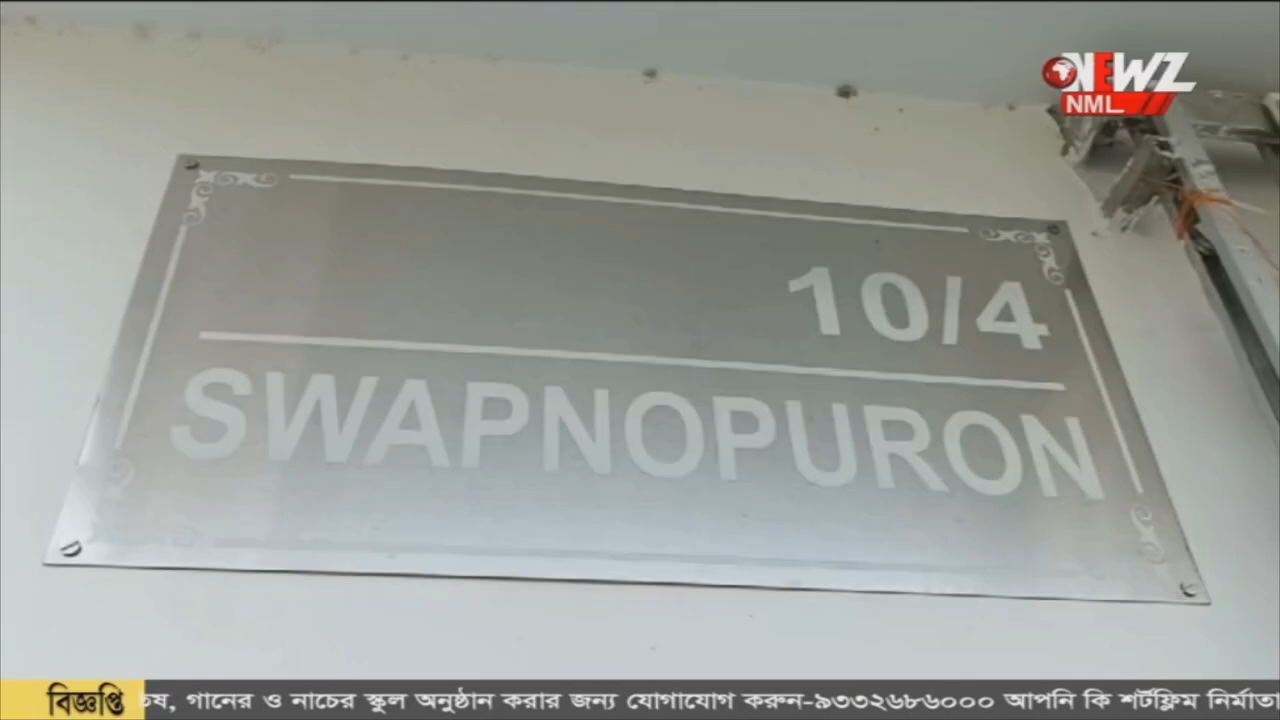 NEWZ
NML
10/4
SWAPNOPURON
বিজ্ঞপ্তি
গানের ও নাচের স্কুল অনুষ্ঠান করার জন্য যোগাযোগ করুন-৯৩৩২৬৮৬০০০ আপনি কি শর্টফ্লিম নির্মাতা